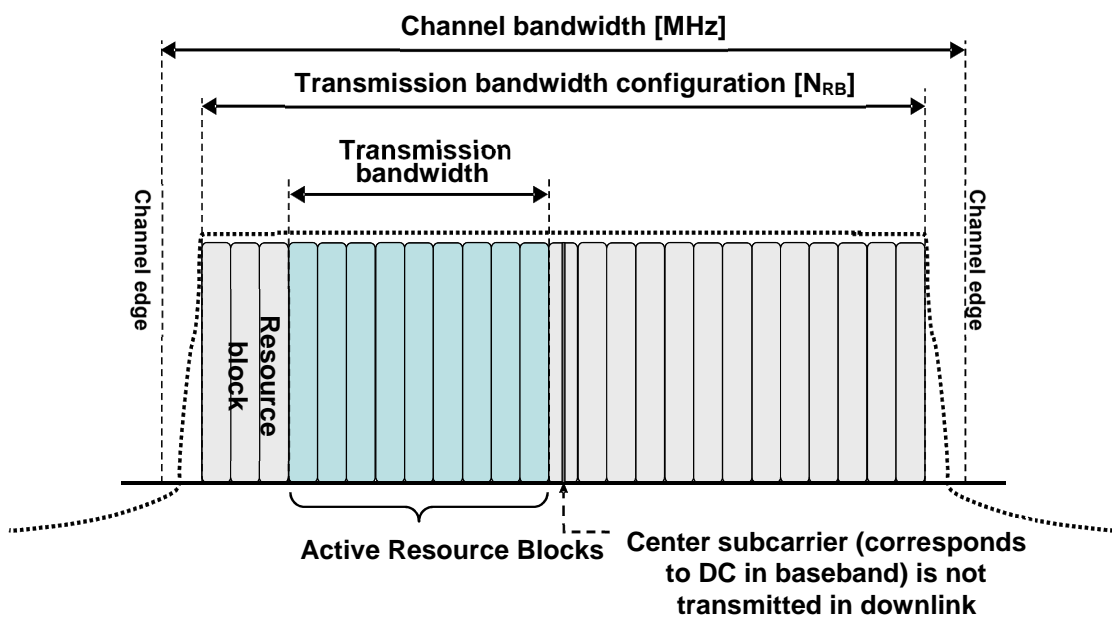 Channel bandwidth [MHz]
Transmission bandwidth configuration [NRB]
Transmission
bandwidth
Channel edge
Channel edge
Resource
block
Active Resource Blocks
Center subcarrier (corresponds
to DC in baseband) is not
transmitted in downlink